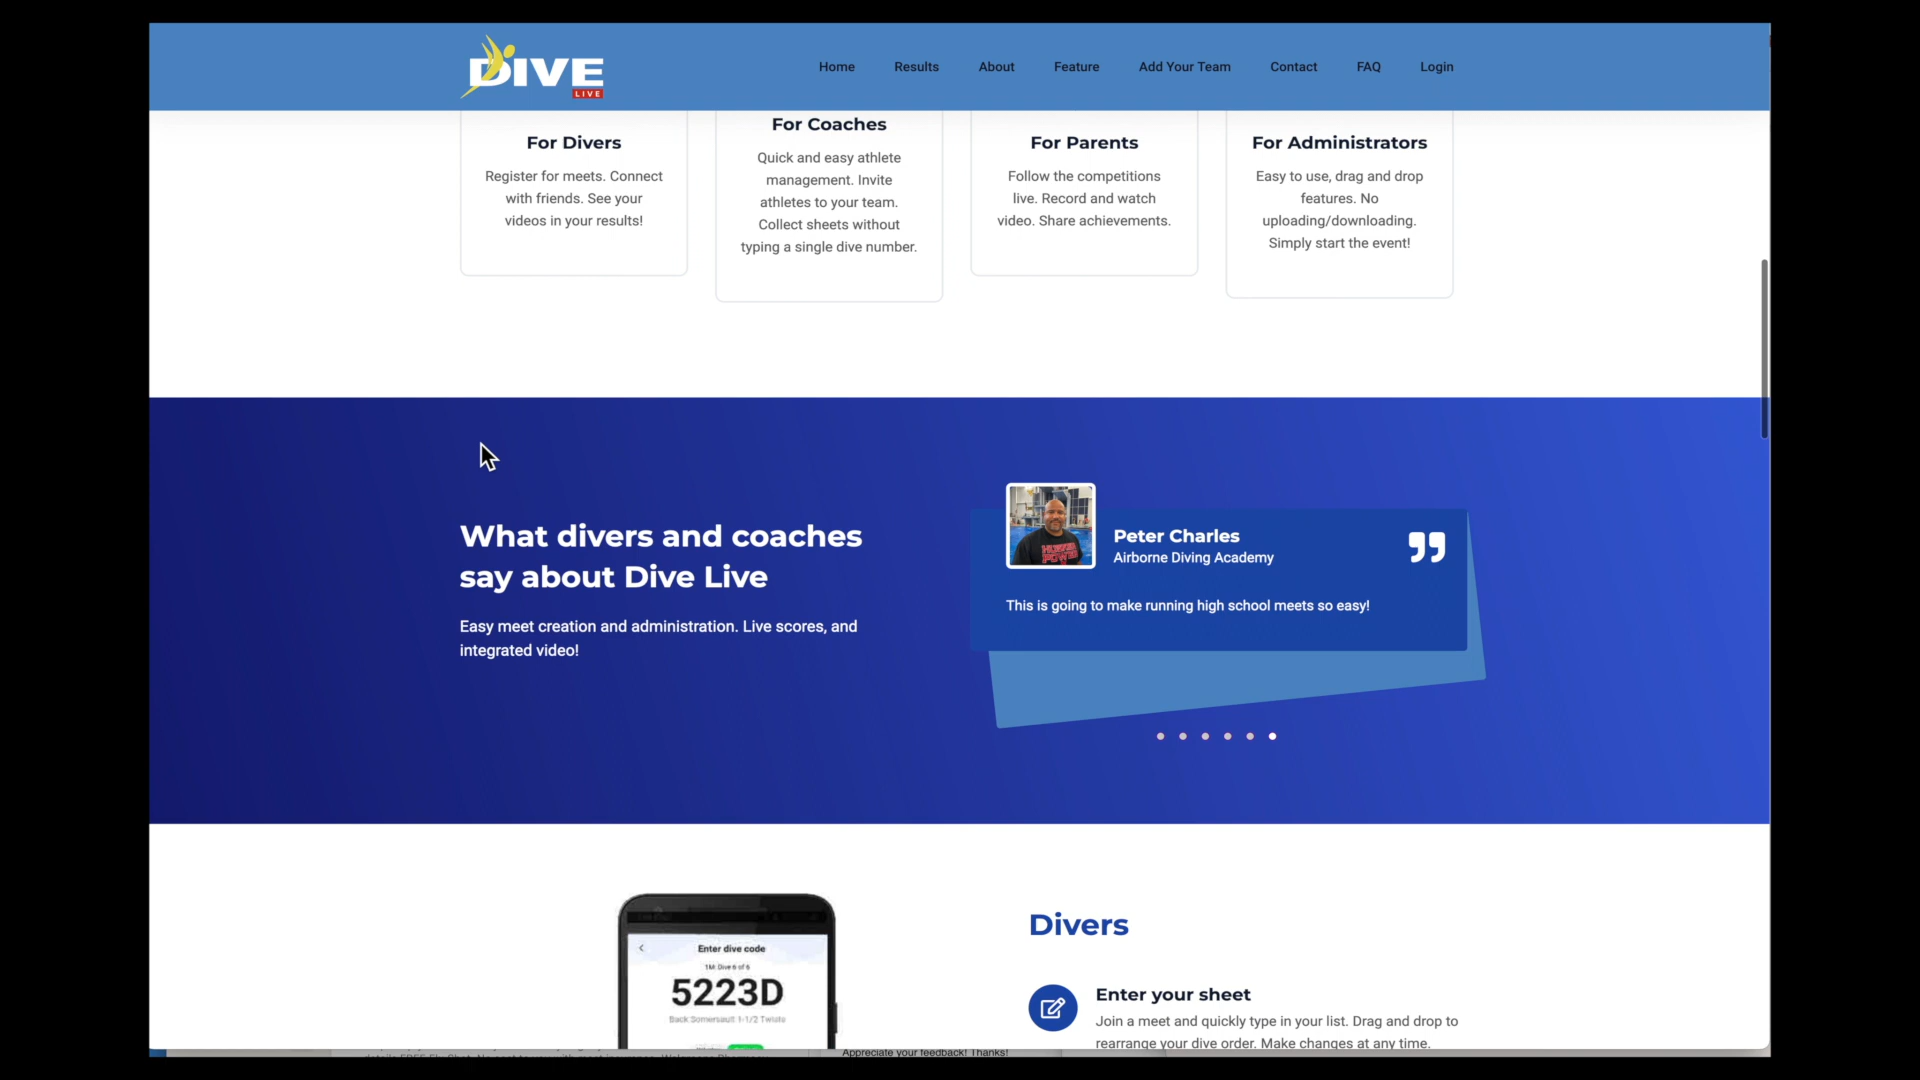 DIVE
LIVE
Home
Results
About
Feature
Add Your Team
Contact
FAQ
Login
For Divers
Register for meets. Connect
with friends. See your
videos in your results!
For Coaches
Quick and easy athlete
management. Invite
athletes to your team.
Collect sheets without
typing a single dive number.
For Parents
Follow the competitions
live. Record and watch
video. Share achievements.
For Administrators
Easy to use, drag and drop
features. No
uploading/downloading.
Simply start the event!
What divers and coaches
say about Dive Live
Easy meet creation and administration. Live scores, and
integrated video!
Peter Charles
Airborne Diving Academy
This is going to make running high school meets so easy!
Enter dive code
1M: Dive 6 of 6
5223D
Back Somersault 1-1/2 Twists
Divers
Enter your sheet
Join a meet and quickly type in your list. Drag and drop to
rearrange your dive order. Make changes at any time.
Appreciate your feedback! Thanks!